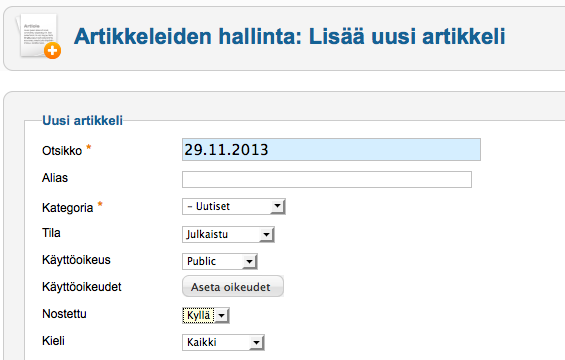 Artikkeleiden hallinta: Lisää uusi artikkeli
Uusi artikkeli
Otsikko * 29.11.2013
Alias
Kategoria * - Uutiset
Tila Julkaistu
Käyttöoikeus Public
Käyttöoikeudet Aseta oikeudet
Nostettu Kyllä
Kieli Kaikki